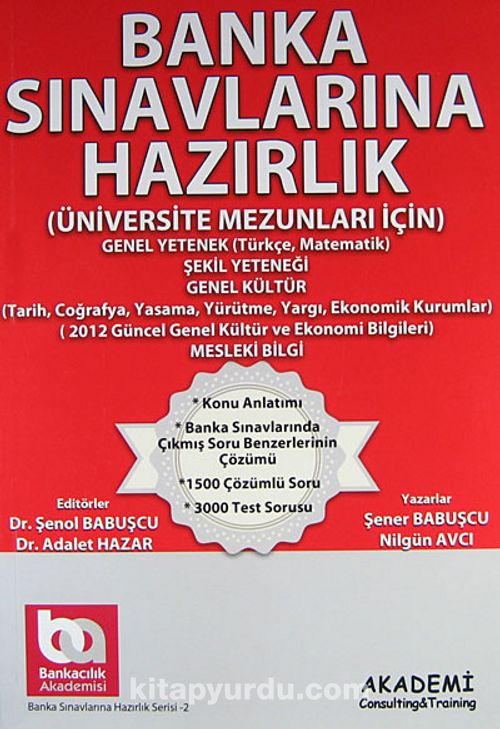 BANKA
SINAVLARINA
HAZIRLIK
(ÜNİVERSİTE MEZUNLARI İÇİN)
GENEL YETENEK (Türkçe, Matematik)
ŞEKİL YETENEĞİ
GENEL KÜLTÜR
(Tarih, Coğrafya, Yasama, Yürütme, Yargı, Ekonomik Kurumlar)
( 2012 Güncel Genel Kültür ve Ekonomi Bilgileri)
MESLEKİ BİLGİ
* Konu Anlatımı
* Banka Sınavlarında
Çıkmış Soru Benzerlerinin
Çözümü
*1500 Çözümlü Soru
* 3000 Test Sorusu
Editörler
Dr. Şenol BABUŞCU
Dr. Adalet HAZAR
Yazarlar
Şener BABUŞCU
Nilgün AVCI
ba
Bankacılık
Akademisi
Banka Sınavlarına Hazırlık Serisi -2
kitapyurdu.com
AKADEMİ
Consulting&Training